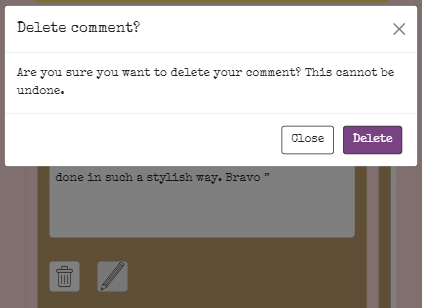 Delete comment?
Are you sure you want to delete your comment? This cannot be
undone.
Close
Delete
done in such a stylish way. Bravo ”